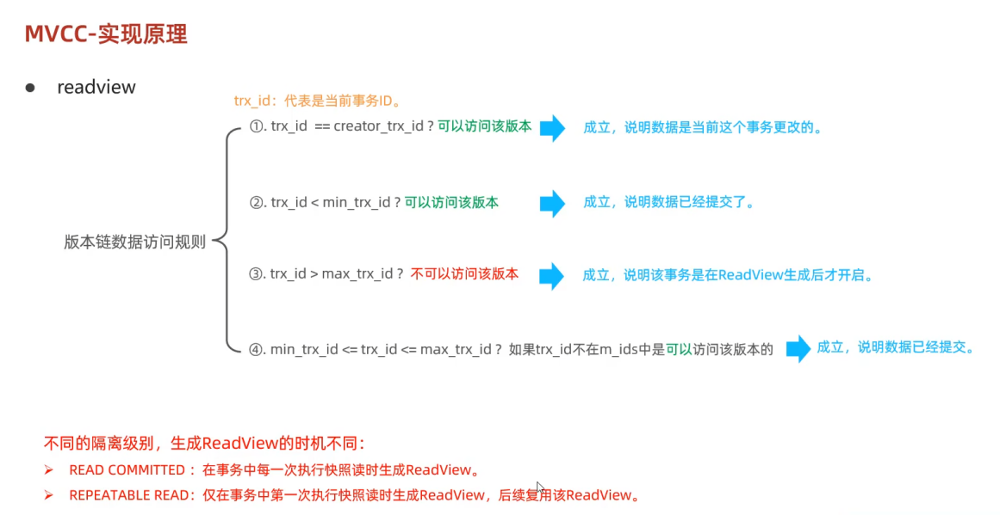 MVCC-实现原理
● readview
trx_id：代表是当前事务ID。
①. trx_id == creator_trx_id ? 可以访问该版本 成立，说明数据是当前这个事务更改的。
②. trx_id < min_trx_id ? 可以访问该版本 成立，说明数据已经提交了。
版本链数据访问规则
③. trx_id > max_trx_id ? 不可以访问该版本 成立，说明该事务是在ReadView生成后才开启。
④. min_trx_id <= trx_id <= max_trx_id ? 如果trx_id不在m_ids中是可以访问该版本的 成立，说明数据已经提交。
不同的隔离级别，生成ReadView的时机不同：
➢ READ COMMITTED ：在事务中每一次执行快照读时生成ReadView。
➢ REPEATABLE READ：仅在事务中第一次执行快照读时生成ReadView，后续复用该ReadView。